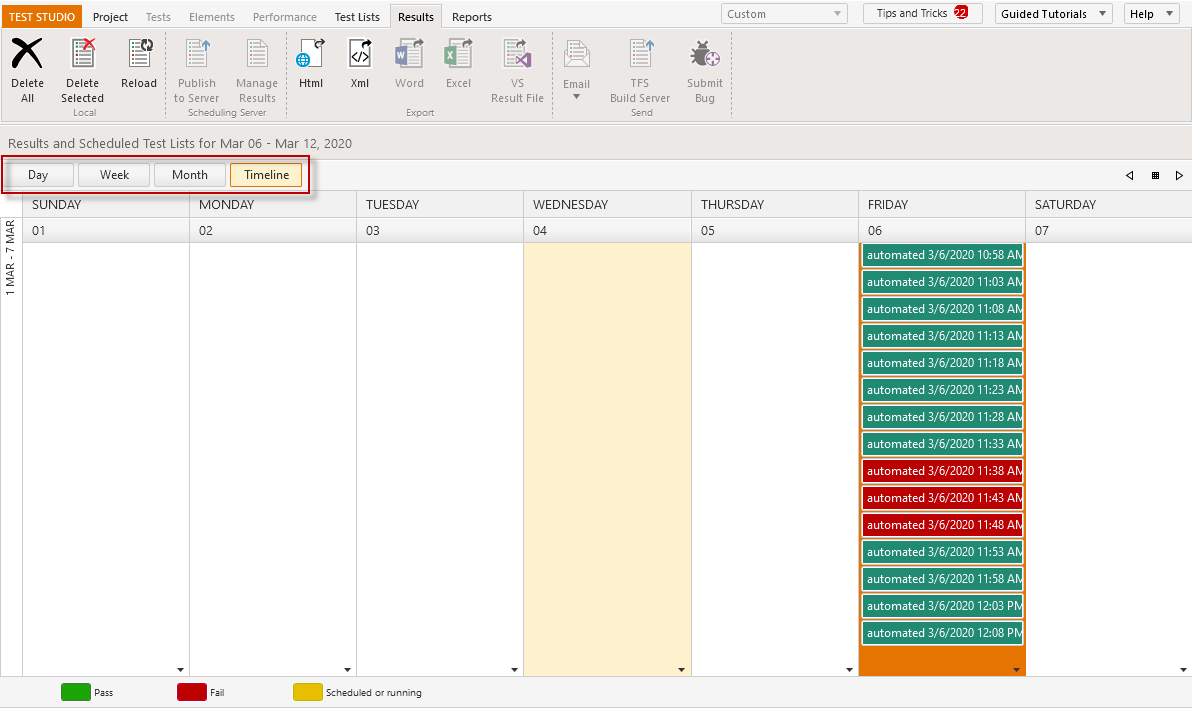 TEST STUDIO Project Tests Elements Performance Test Lists Results Reports Custom Tips and Tricks 22 Guided Tutorials Help
Delete All
Delete Selected
Reload
Local
Publish to Server
Manage Results
Scheduling Server
Html
Xml
Word
Excel
VS Result File
Export
Email
TFS Build Server
Submit Bug
Send
Results and Scheduled Test Lists for Mar 06 - Mar 12, 2020
Day Week Month Timeline
SUNDAY MONDAY TUESDAY WEDNESDAY THURSDAY FRIDAY SATURDAY
01 02 03 04 05 06 07
1 MAR - 7 MAR
automated 3/6/2020 10:58 AM
automated 3/6/2020 11:03 AM
automated 3/6/2020 11:08 AM
automated 3/6/2020 11:13 AM
automated 3/6/2020 11:18 AM
automated 3/6/2020 11:23 AM
automated 3/6/2020 11:28 AM
automated 3/6/2020 11:33 AM
automated 3/6/2020 11:38 AM
automated 3/6/2020 11:43 AM
automated 3/6/2020 11:48 AM
automated 3/6/2020 11:53 AM
automated 3/6/2020 11:58 AM
automated 3/6/2020 12:03 PM
automated 3/6/2020 12:08 PM
Pass Fail Scheduled or running